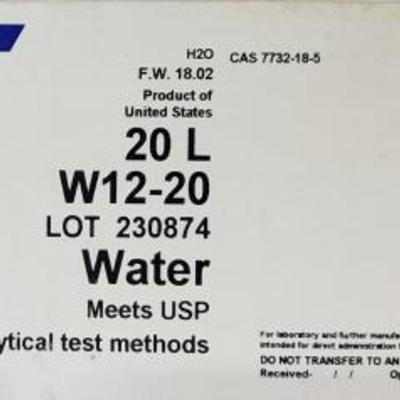 H2O CAS 7732-18-5
F.W. 18.02
Product of
United States
20 L
W12-20
LOT 230874
Water
Meets USP
ytical test methods
For laboratory and further manufa
intended for direct administration
DO NOT TRANSFER TO AN
Received- / / Op